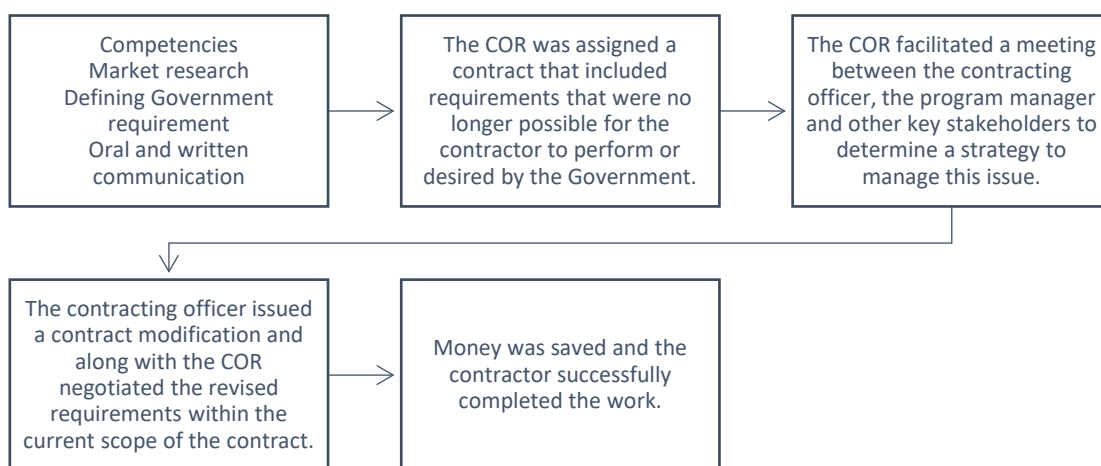 Competencies
Market research
Defining Government
requirement
Oral and written
communication
The COR was assigned a
contract that included
requirements that were no
longer possible for the
contractor to perform or
desired by the Government.
The COR facilitated a meeting
between the contracting
officer, the program manager
and other key stakeholders to
determine a strategy to
manage this issue.
The contracting officer issued
a contract modification and
along with the COR
negotiated the revised
requirements within the
current scope of the contract.
Money was saved and the
contractor successfully
completed the work.